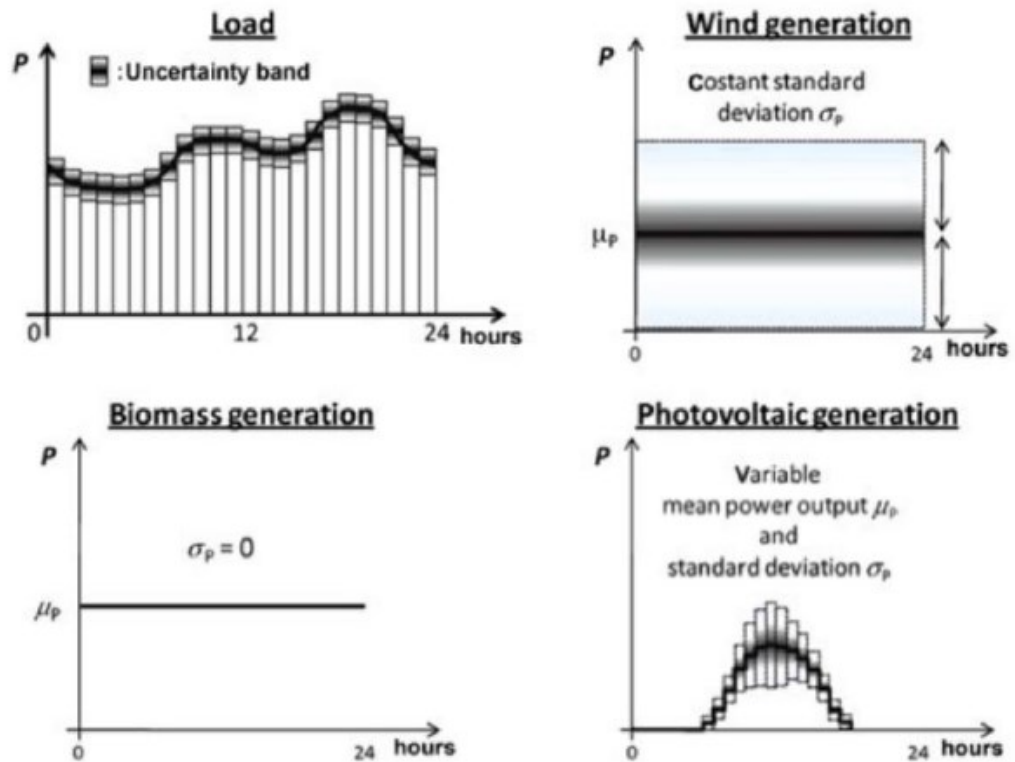 Load
P
:Uncertainty band
0
12
24 hours
Wind generation
P
Costant standard
deviation σP
μP
0
24 hours
Biomass generation
P
σP = 0
μP
0
24 hours
Photovoltaic generation
P
Variable
mean power output μP
and
standard deviation σP
0
24 hours